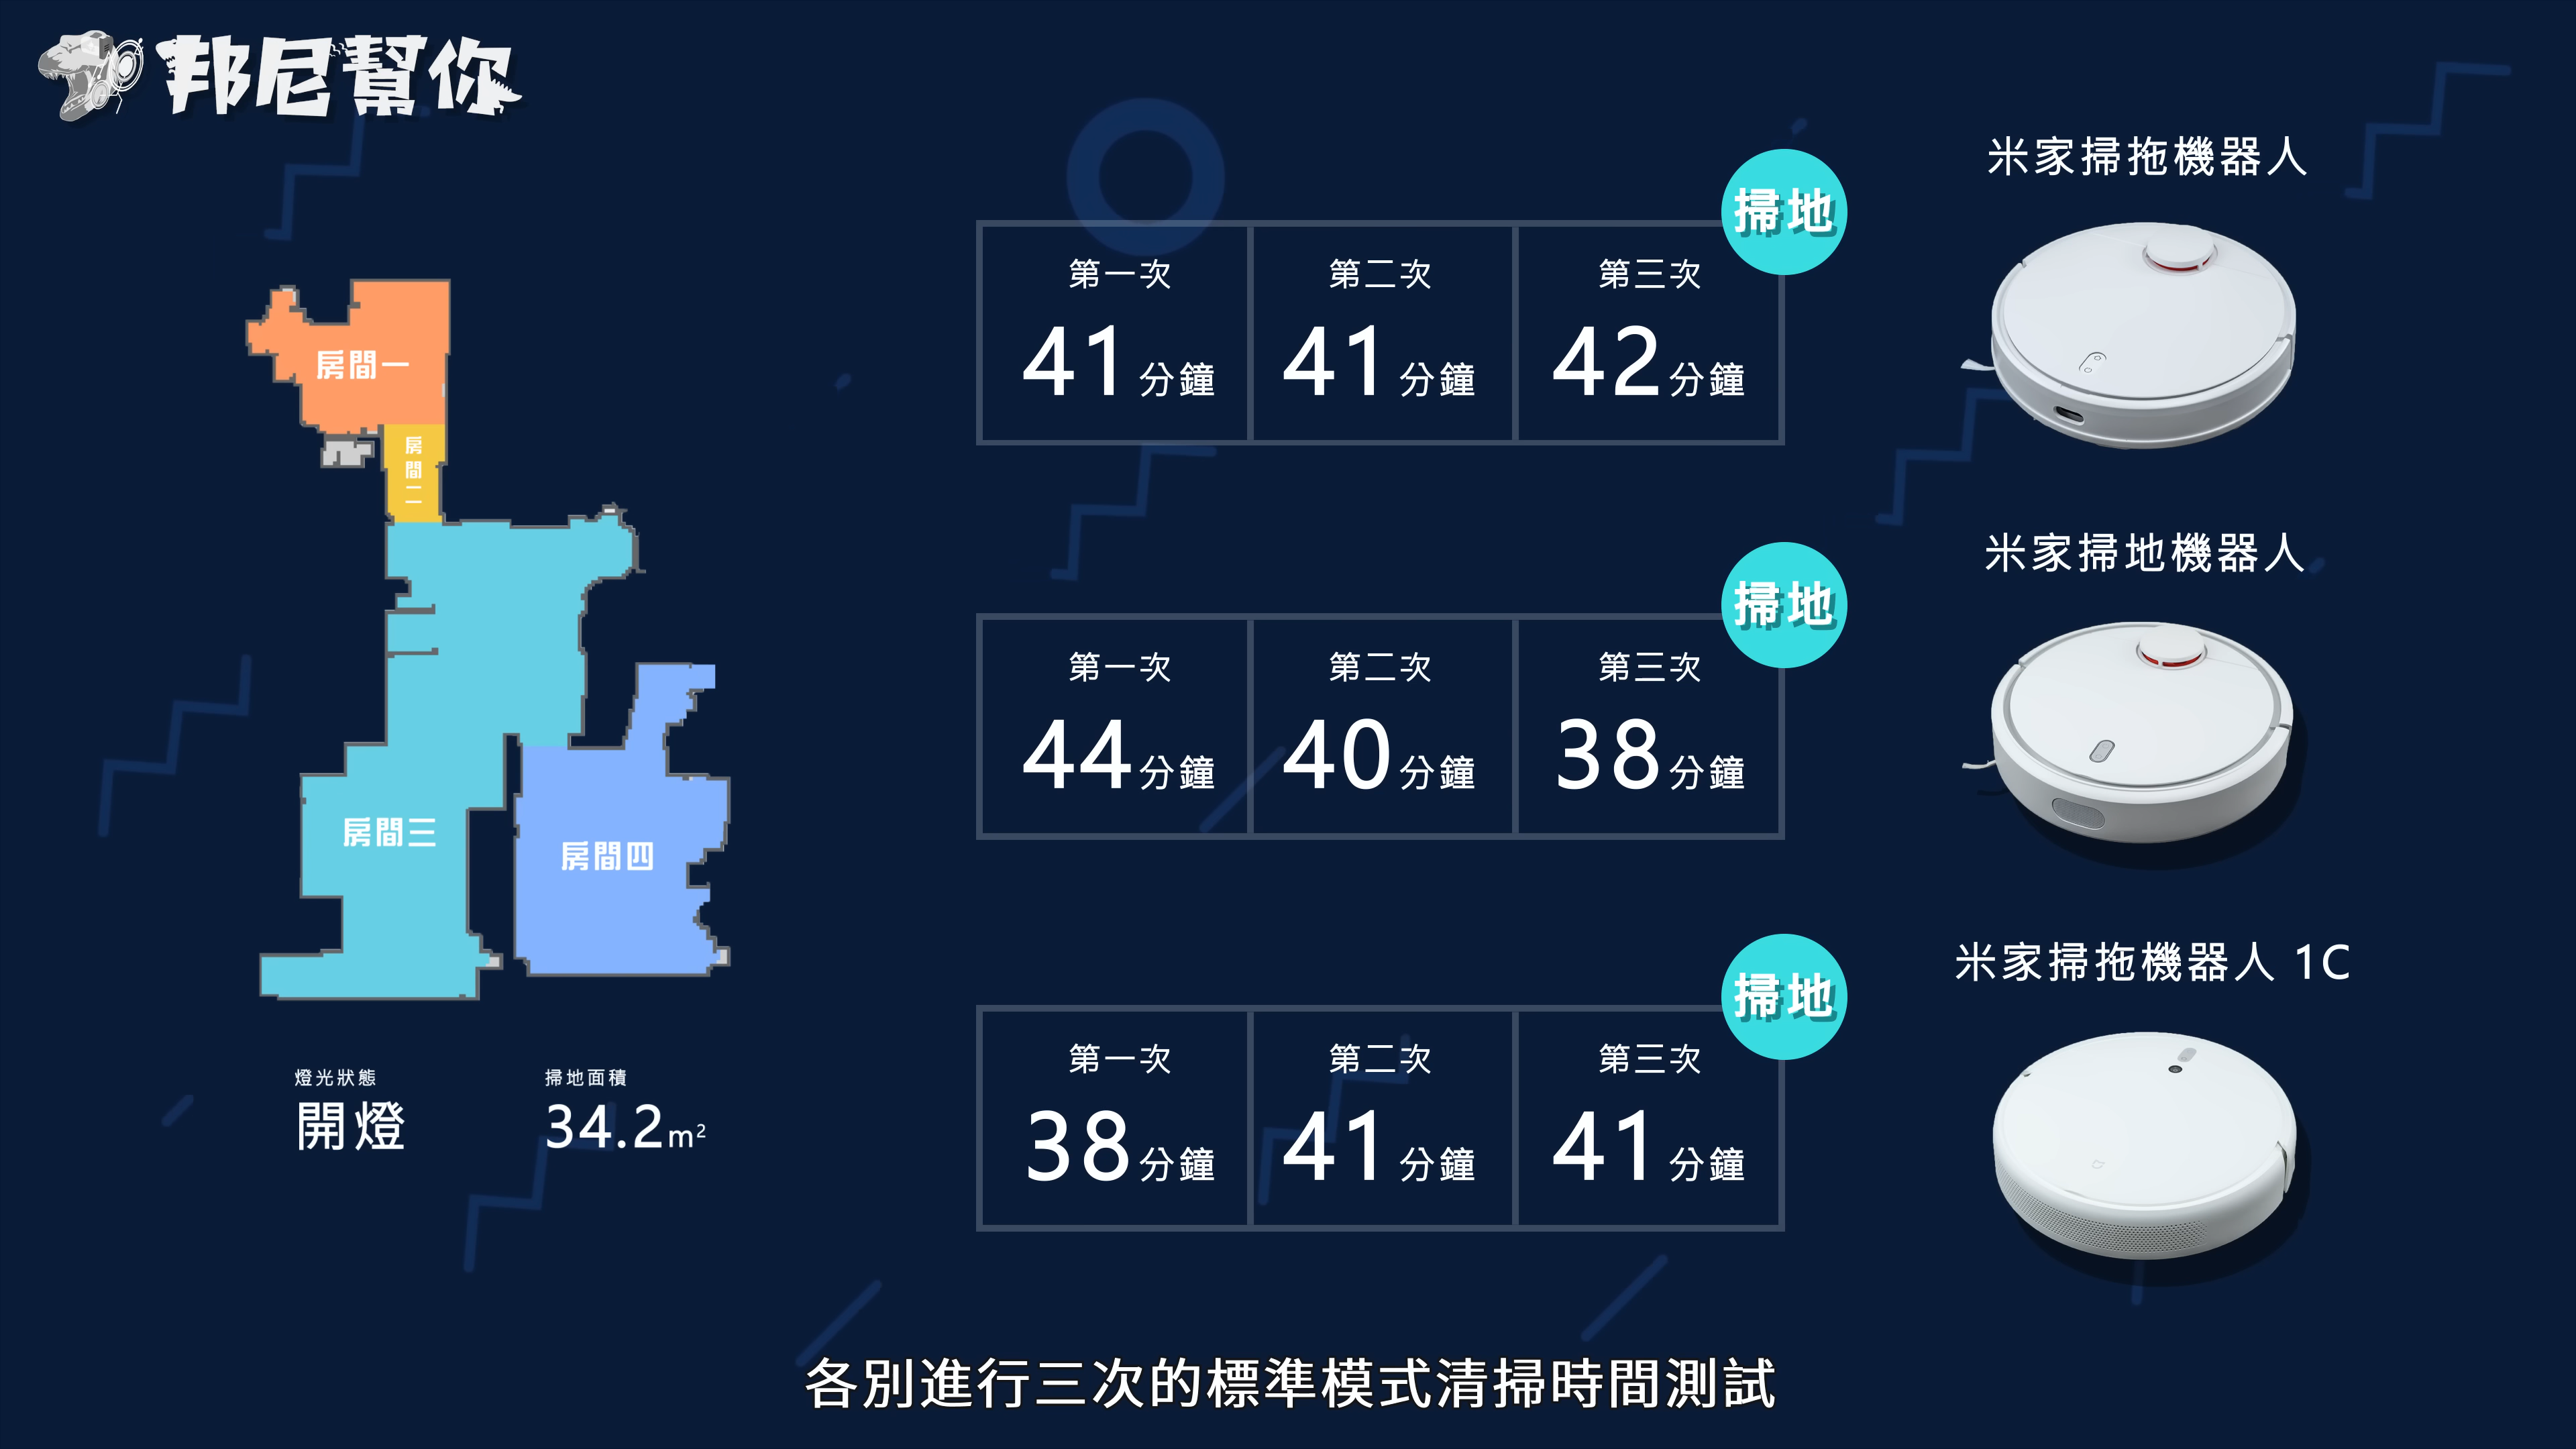 邦尼幫你
房間一
房間二
房間三
房間四
燈光狀態
開燈
掃地面積
34.2m²
米家掃拖機器人
掃地
第一次 第二次 第三次
41分鐘 41分鐘 42分鐘
米家掃地機器人
掃地
第一次 第二次 第三次
44分鐘 40分鐘 38分鐘
米家掃拖機器人 1C
掃地
第一次 第二次 第三次
38分鐘 41分鐘 41分鐘
各別進行三次的標準模式清掃時間測試